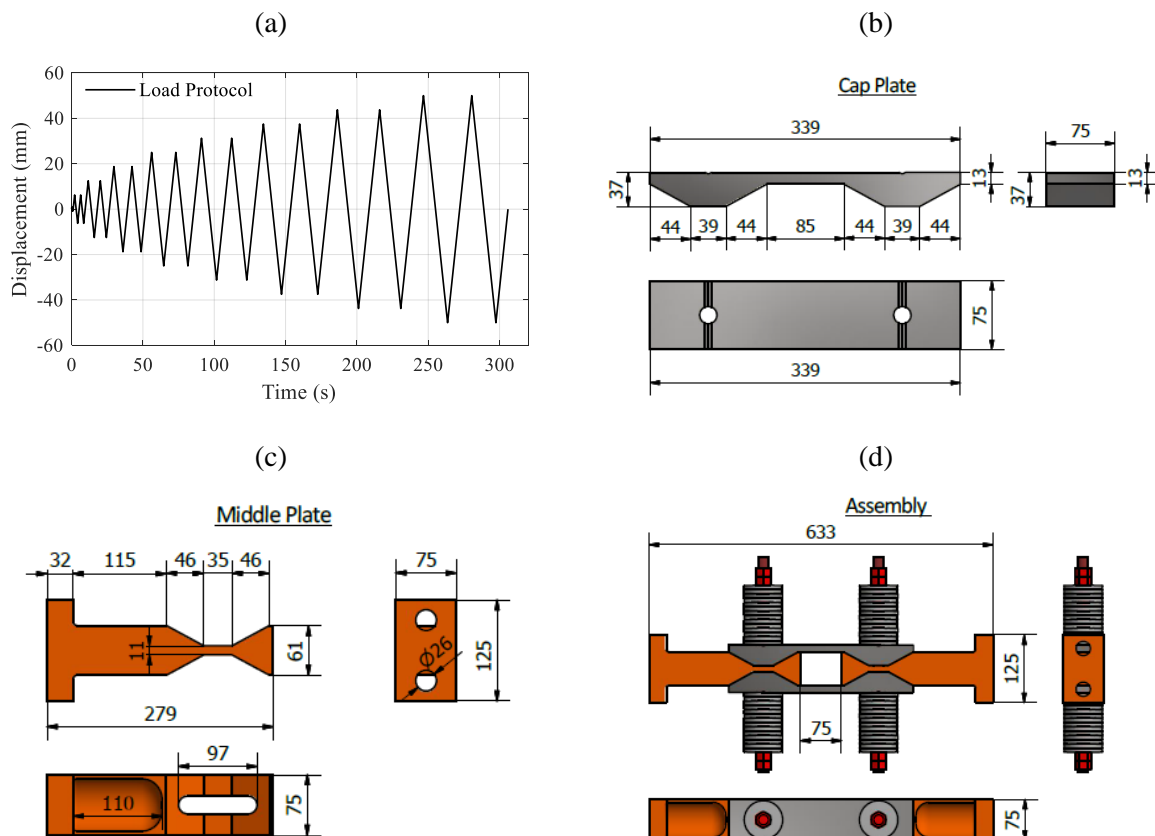 (a)
60
40
20
0
-20
-40
-60
Displacement (mm)
Load Protocol
0 50 100 150 200 250 300
Time (s)
(b)
Cap Plate
339
75
37
13
37
13
44 39 44 85 44 39 44
75
339
(c)
Middle Plate
32 115 46 35 46
75
11
61
Ø26
125
279
97
110
75
(d)
Assembly
633
125
75
75